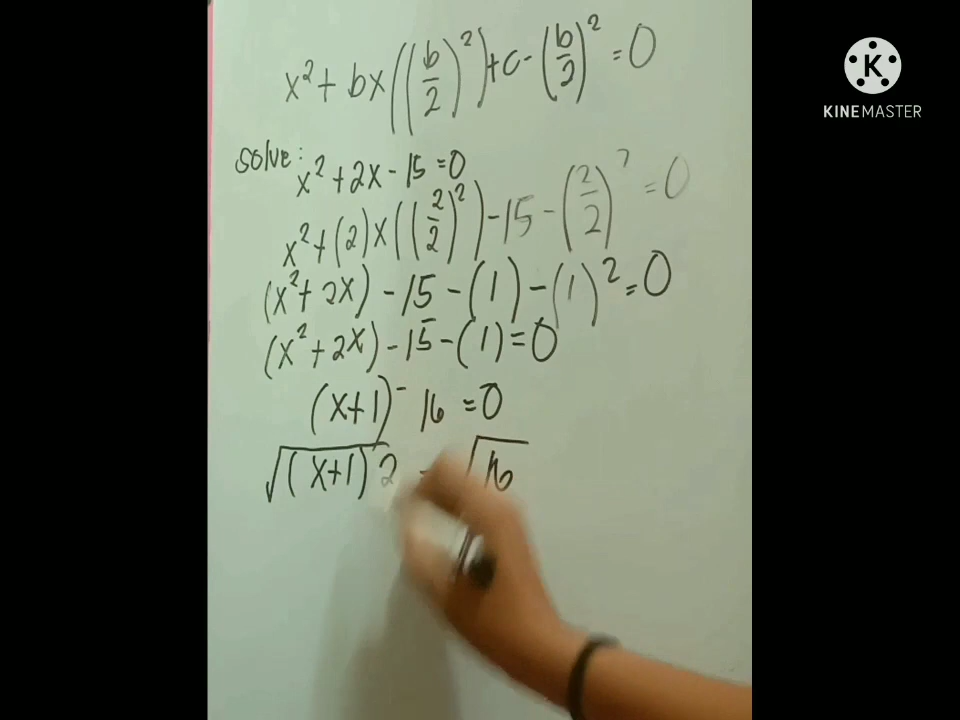 x² + bx ((b/2)²) + c - (b/2)² = 0
Solve:
x² + 2x - 15 = 0
x² + (2)x ((2/2)²) - 15 - (2/2)² = 0
(x² + 2x) - 15 - (1) - (1)² = 0
(x² + 2x) - 15 - (1) = 0
(x+1) - 16 = 0
√(x+1)2 = √16
K
KINEMASTER